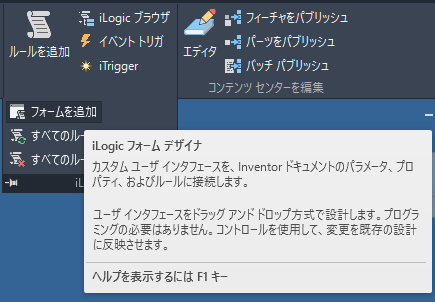 iLogic ブラウザ
フィーチャをパブリッシュ
イベント トリガ
パーツをパブリッシュ
ルールを追加
iTrigger
エディタ
バッチ パブリッシュ
コンテンツ センターを編集
フォームを追加
すべてのルー
すべてのルー
iL
iLogic フォーム デザイナ
カスタム ユーザ インタフェースを、Inventor ドキュメントのパラメータ、プロ
パティ、およびルールに接続します。
ユーザ インタフェースをドラッグ アンド ドロップ方式で設計します。プログラ
ミングの必要はありません。コントロールを使用して、変更を既存の設計
に反映させます。
ヘルプを表示するには F1 キー